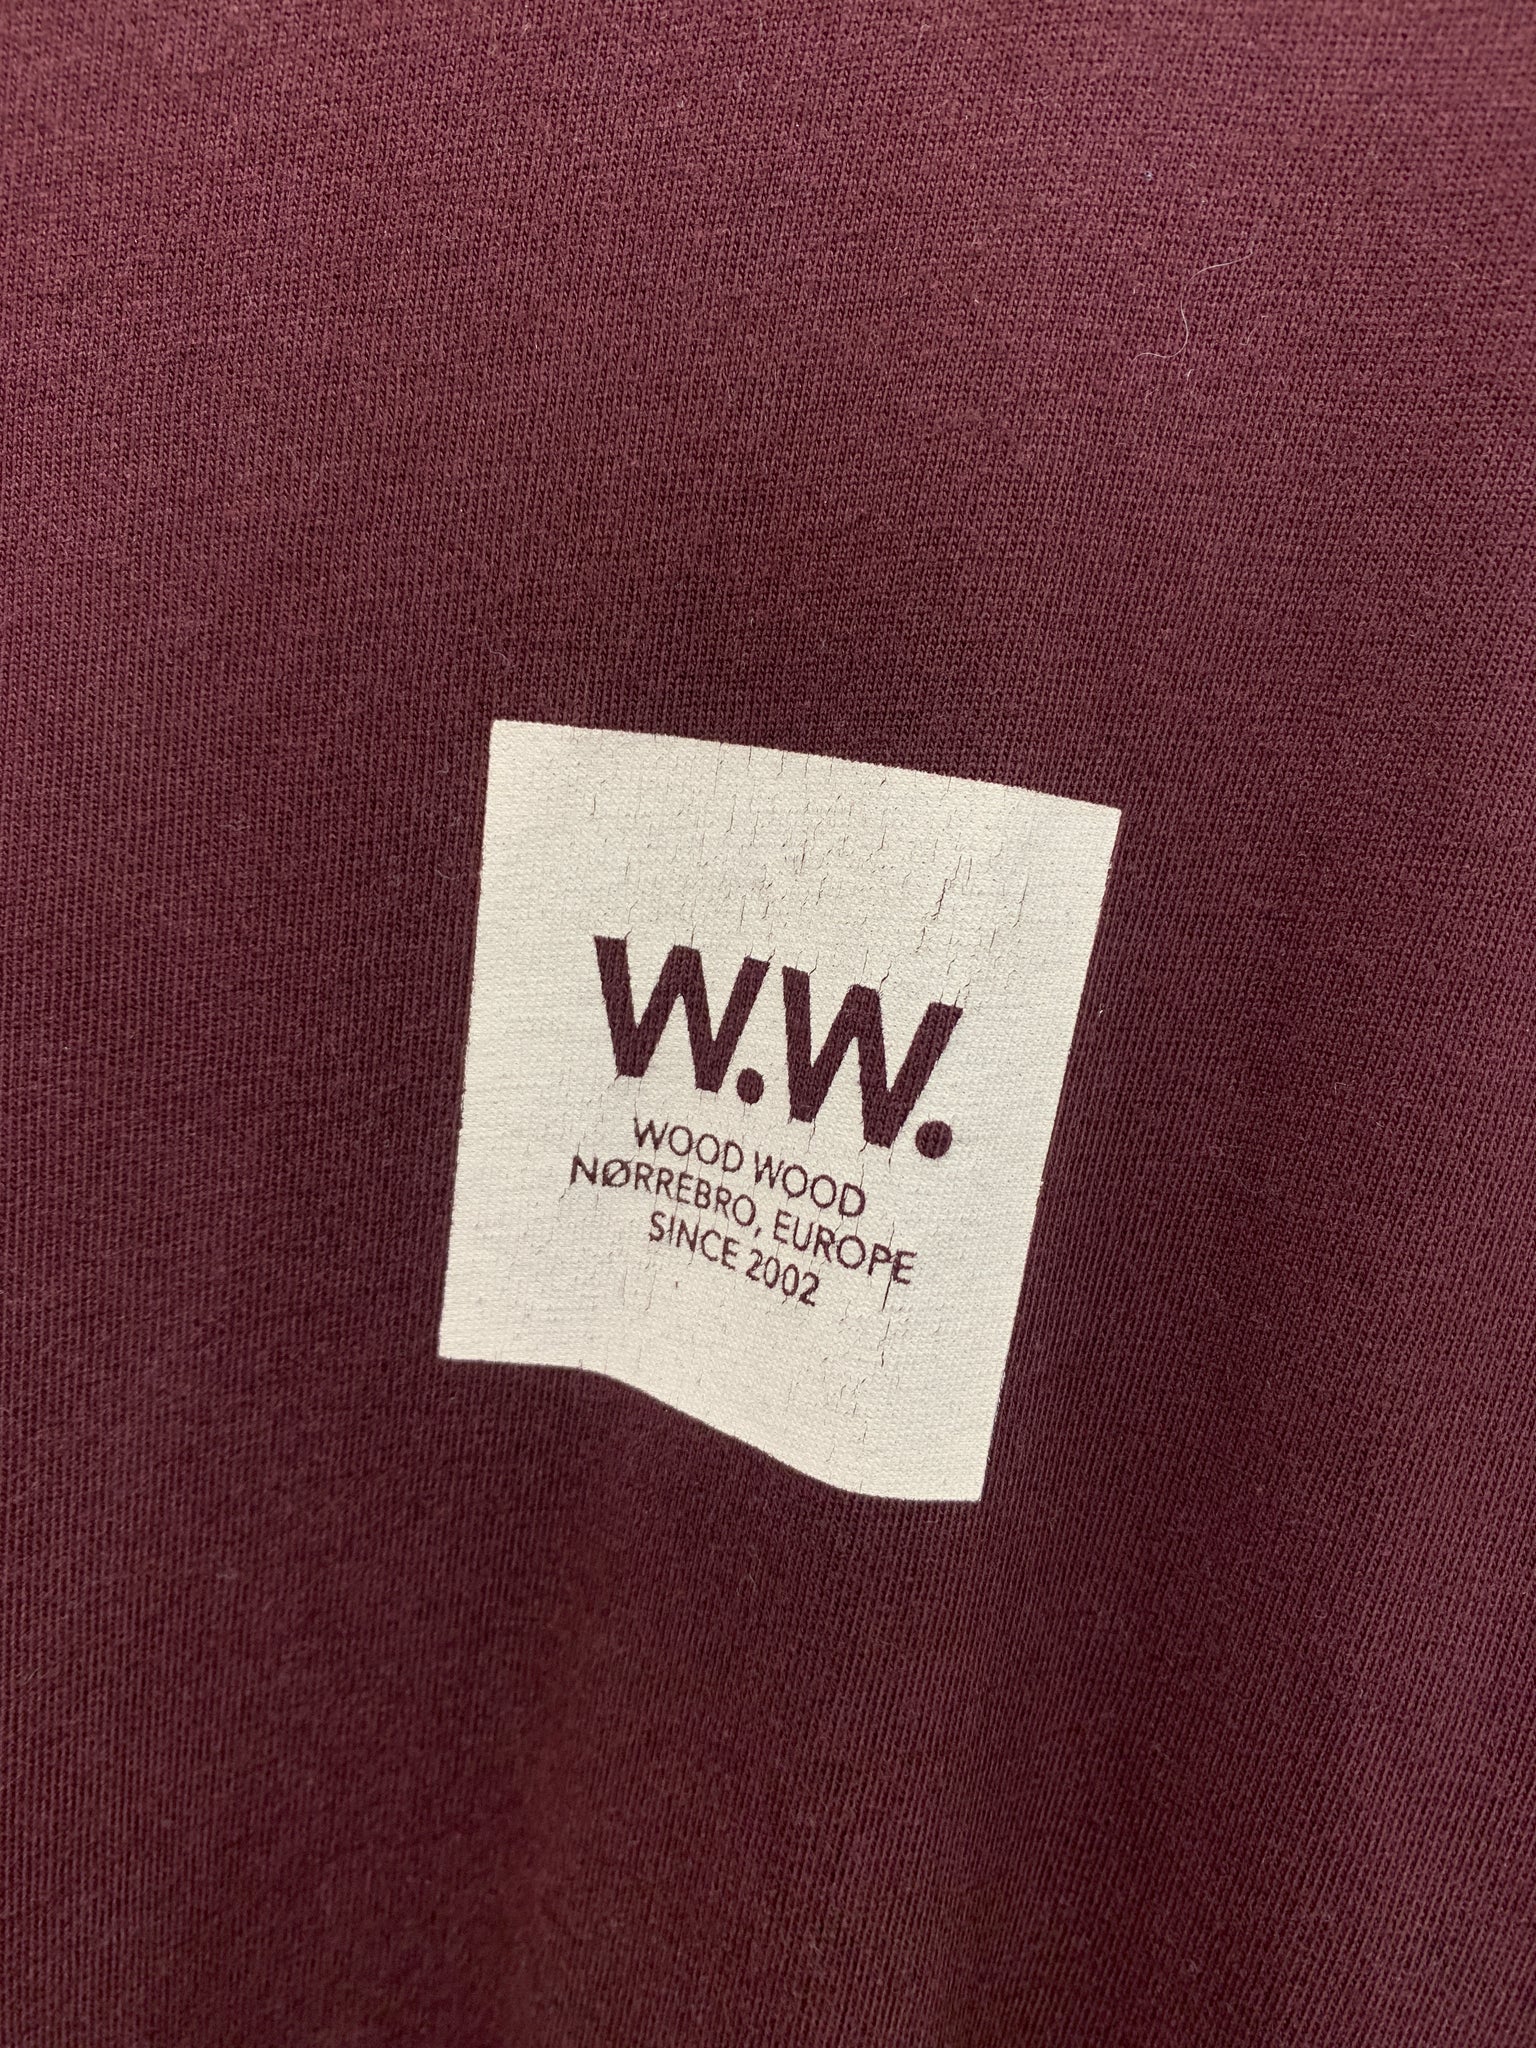 W.W.
WOOD WOOD
NØRREBRO, EUROPE
SINCE 2002